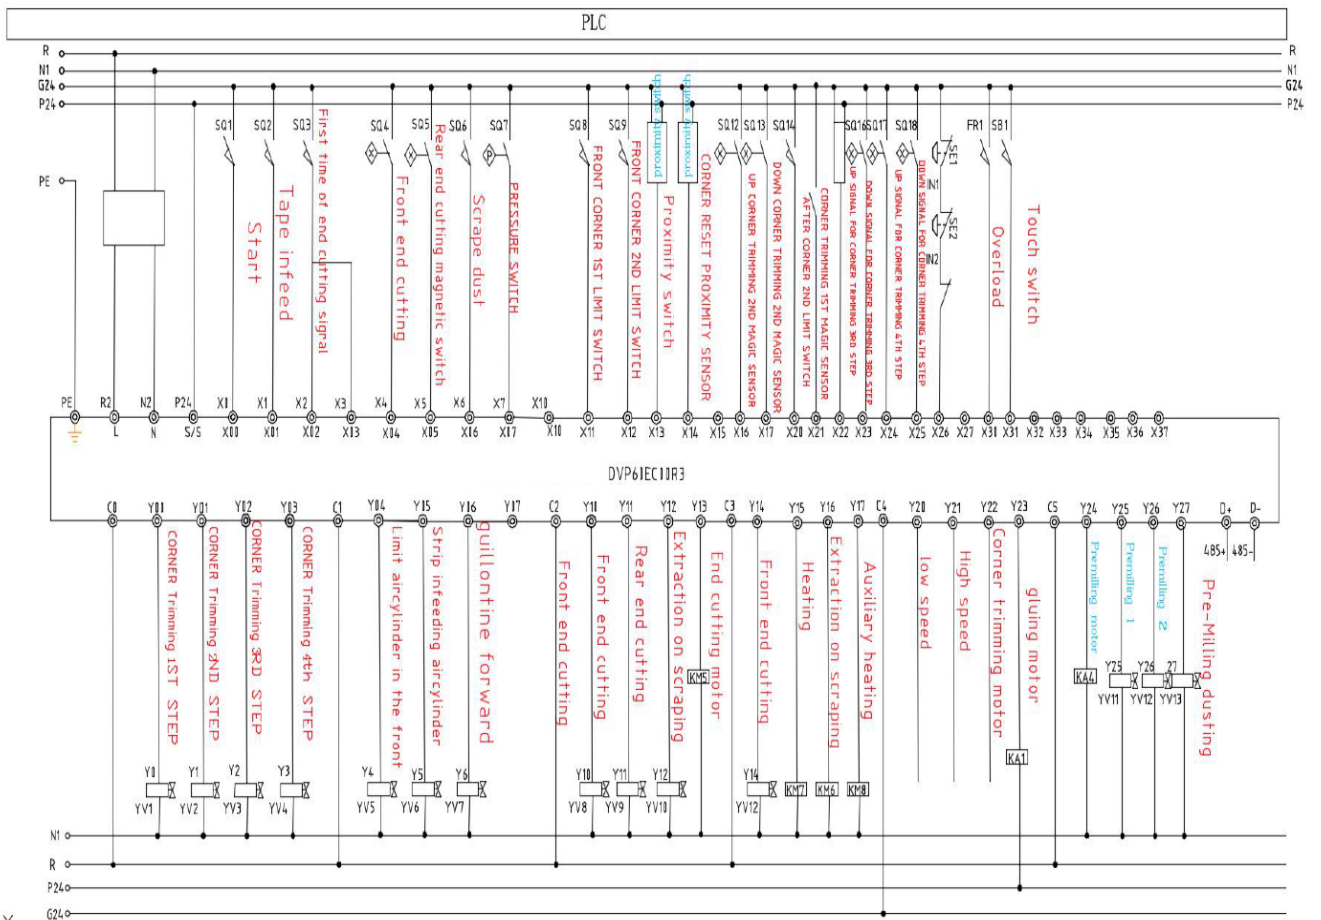 PLC
R
R
N1
N1
G24
G24
P24
P24
SQ1
SQ2
SQ3
SQ4
SQ5
SQ6
SQ7
SQ8
SQ9
SQ12
SQ13
SQ14
SQ16
SQ17
SQ18
SE1
IN1
SE2
IN2
FR1
SB1
PE
Start
Tape infeed
First time of end cutting signal
Front end cutting
Rear end cutting magnetic switch
Scrape dust
PRESSURE SWITCH
FRONT CORNER 1ST LIMIT SWITCH
FRONT CORNER 2ND LIMIT SWITCH
proximity switch
Proximity switch
proximity switch
CORNER RESET PROXIMITY SENSOR
UP CORNER TRIMMING 2ND MAGIC SENSOR
DOWN CORNER TRIMMING 2ND MAGIC SENSOR
AFTER CORNER 2ND LIMIT SWITCH
CORNER TRIMMING 1ST MAGIC SENSOR
UP SIGNAL FOR CORNER TRIMMING 3RD STEP
DOWN SIGNAL FOR CORNER TRIMMING 3RD STEP
UP SIGNAL FOR CORNER TRIMMING 4TH STEP
DOWN SIGNAL FOR CORNER TRIMMING 4TH STEP
Overload
Touch switch
PE R2 N2 P24 X0 X1 X2 X3 X4 X5 X6 X7 X10
L N S/S X00 X01 X02 X03 X04 X05 X06 X07 X10 X11 X12 X13 X14 X15 X16 X17 X20 X21 X22 X23 X24 X25 X26 X27 X30 X31 X32 X33 X34 X35 X36 X37
DVP60EC00R3
C0 Y00 Y01 Y02 Y03 C1 Y04 Y05 Y06 Y07 C2 Y10 Y11 Y12 Y13 C3 Y14 Y15 Y16 Y17 C4 Y20 Y21 Y22 Y23 C5 Y24 Y25 Y26 Y27 D+ D-
485+ 485-
CORNER Trimming 1ST STEP
CORNER Trimming 2ND STEP
CORNER Trimming 3RD STEP
CORNER Trimming 4th STEP
Limit aircylinder in the front
Strip infeeding aircylinder
guillontine forward
Front end cutting
Front end cutting
Rear end cutting
Extraction on scraping
End cutting motor
Front end cutting
Heating
Extraction on scraping
Auxiliary heating
low speed
High speed
Corner trimming motor
gluing motor
Premilling motor
Premilling 1
Premilling 2
Pre-Milling dusting
KM5
KA4
Y25
YV11
Y26
YV12
27
YV13
KA1
Y0
YV1
Y1
YV2
Y2
YV3
Y3
YV4
Y4
YV5
Y5
YV6
Y6
YV7
Y10
YV8
Y11
YV9
Y12
YV10
Y14
YV12
KM7
KM6
KM8
N1
R
P24
G24